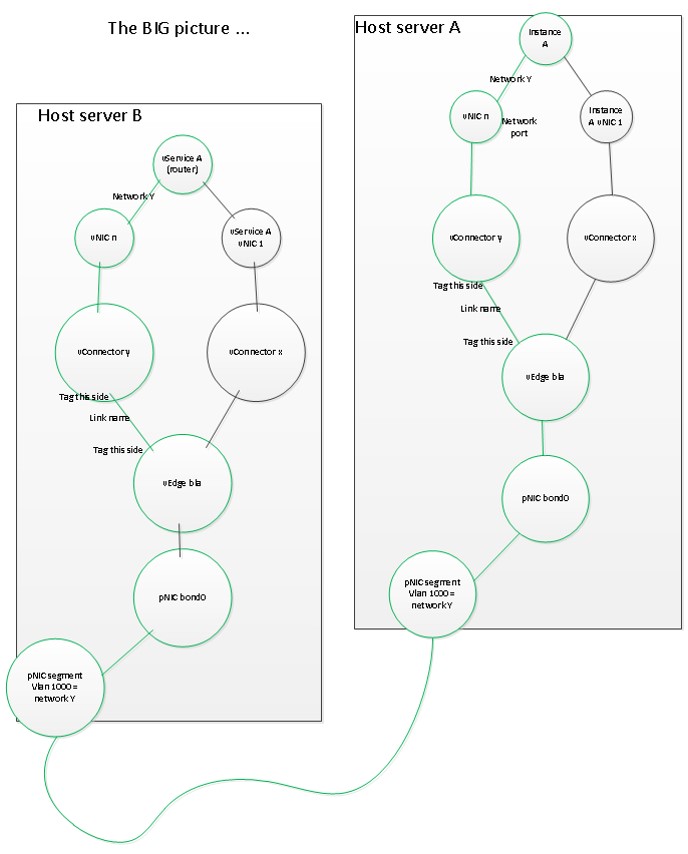 The BIG picture ...
Host server A
Instance
A
Network Y
vNIC n
Network
port
Instance
A vNIC 1
vConnector y
vConnector x
Tag this side
Link name
Tag this side
vEdge bla
pNIC bond0
pNIC segment
Vlan 1000 =
network Y
Host server B
vService A
(router)
Network Y
vNIC n
vService A
vNIC 1
vConnector y
vConnector x
Tag this side
Link name
Tag this side
vEdge bla
pNIC bond0
pNIC segment
Vlan 1000 =
network Y